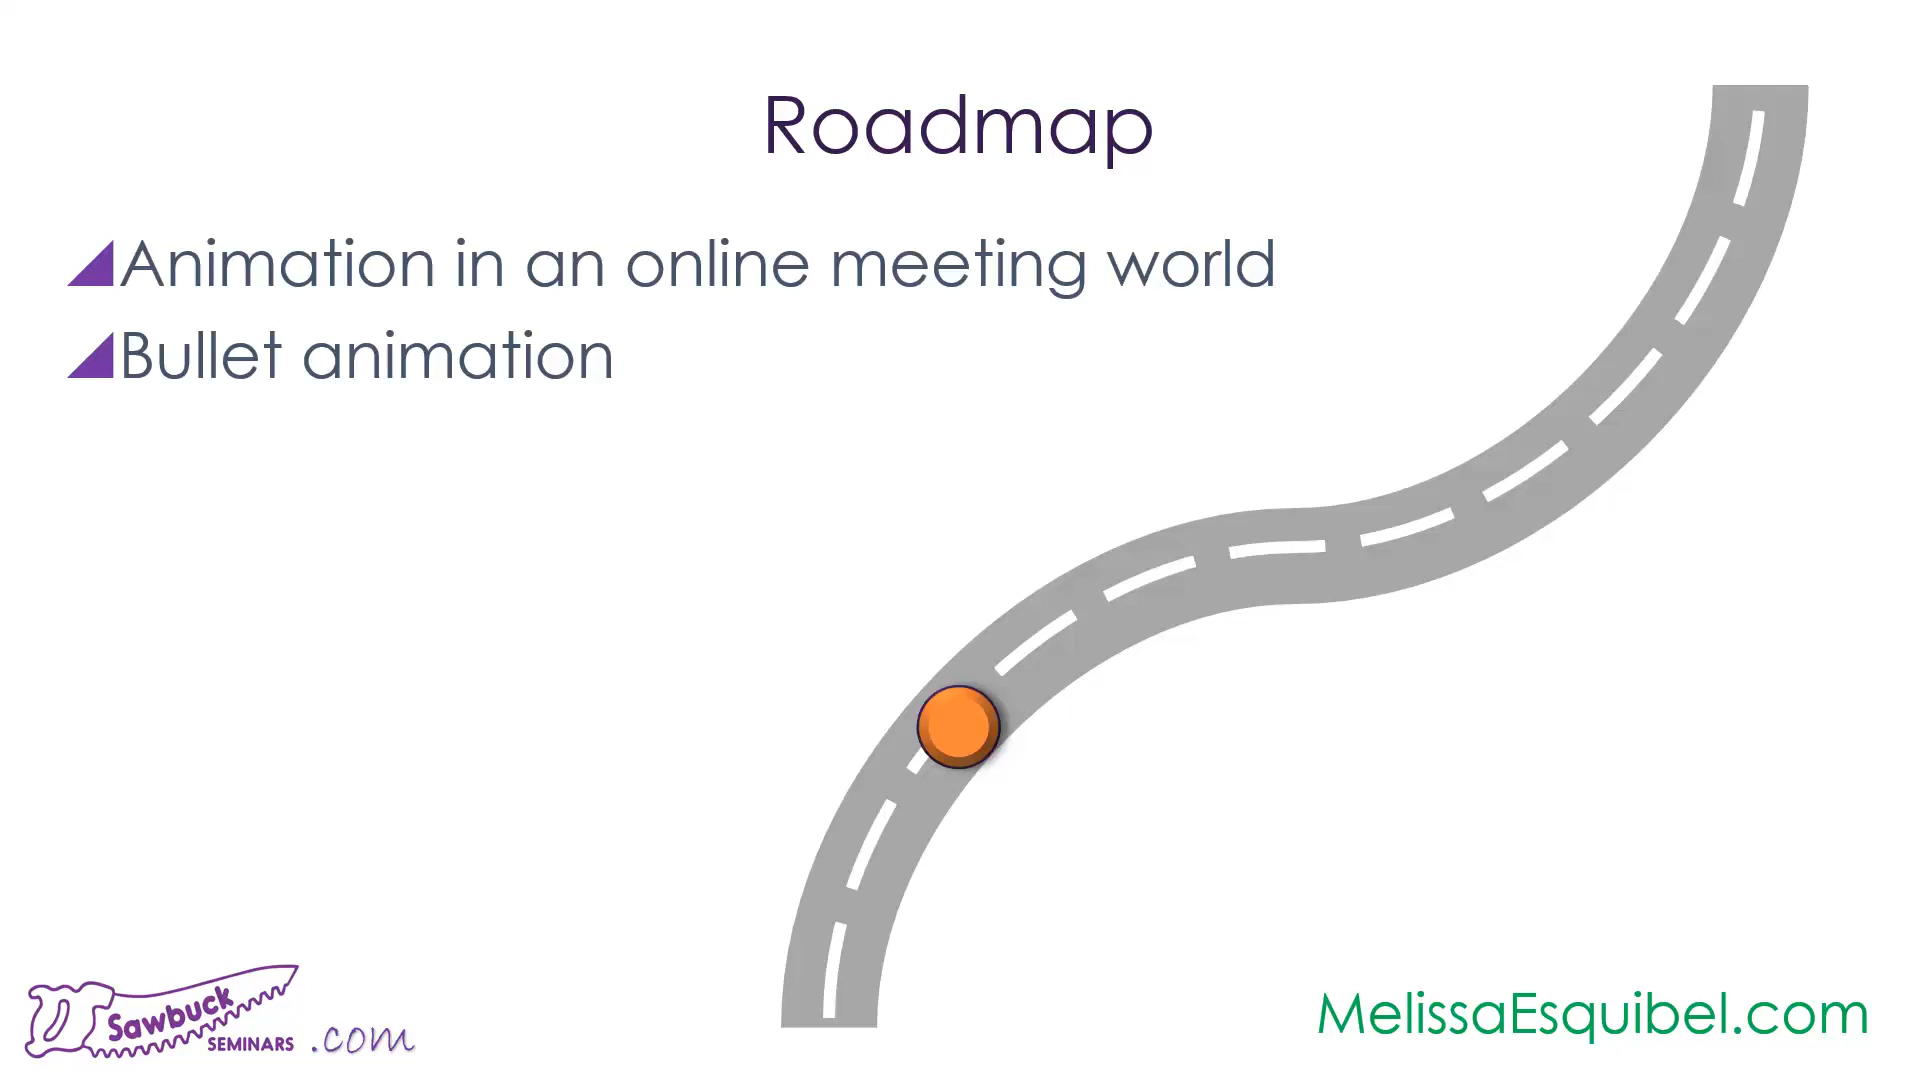 Roadmap
Animation in an online meeting world
Bullet animation
Sawbuck
SEMINARS .com
MelissaEsquibel.com